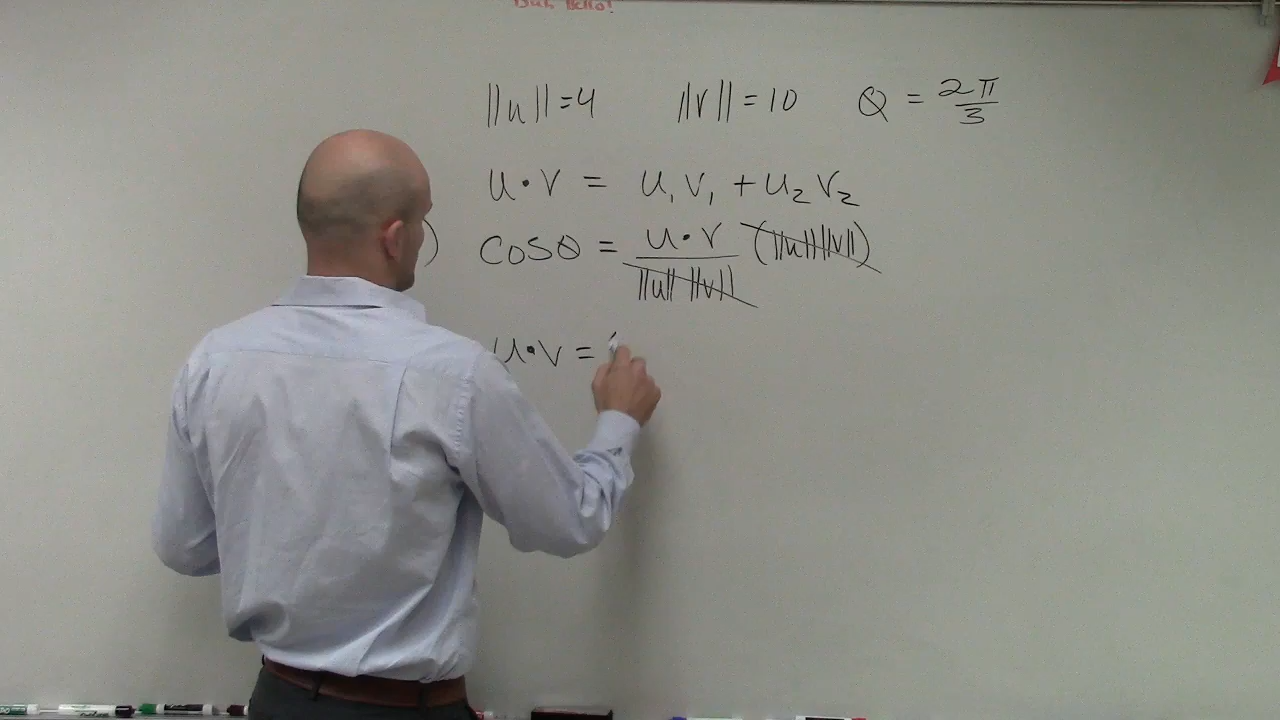 ||u|| = 4 ||v|| = 10 Θ = 2π/3
u · v = u₁v₁ + u₂v₂
) cosθ = u · v / ||u|| ||v|| (||u|| ||v||)
u · v =